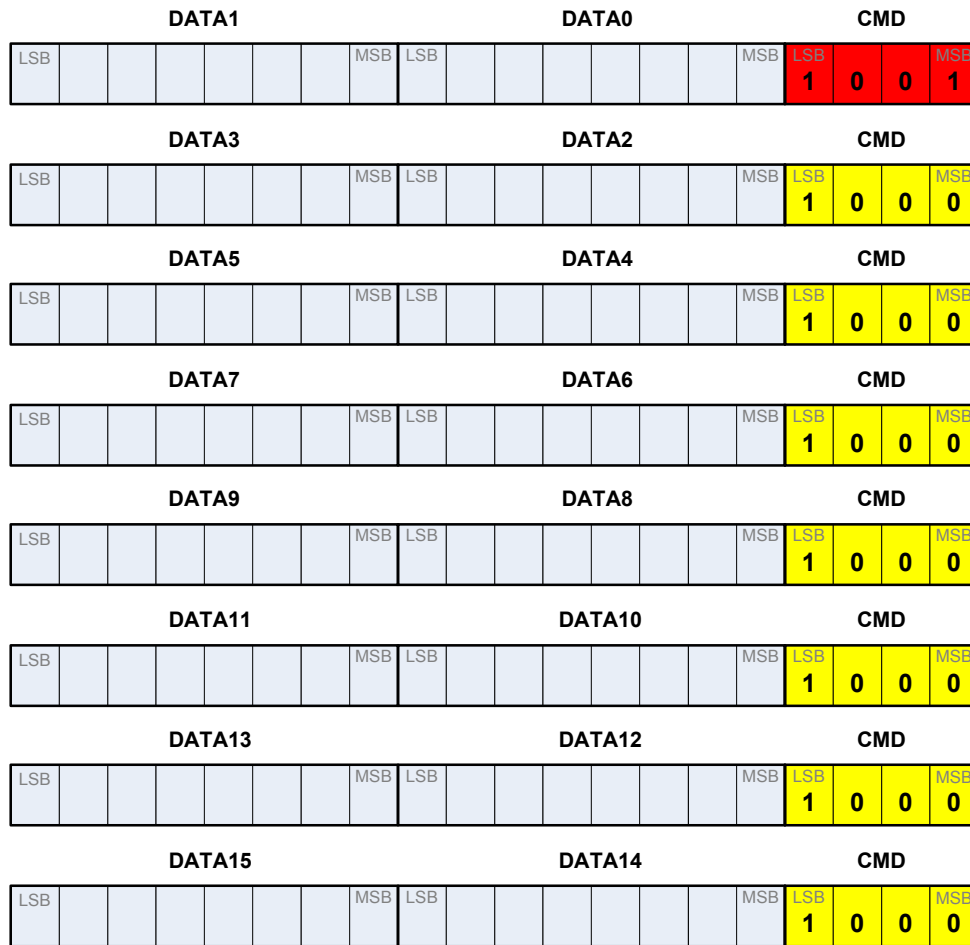 DATA1 DATA0 CMD
LSB MSB LSB MSB LSB MSB
1 0 0 1
DATA3 DATA2 CMD
LSB MSB LSB MSB LSB MSB
1 0 0 0
DATA5 DATA4 CMD
LSB MSB LSB MSB LSB MSB
1 0 0 0
DATA7 DATA6 CMD
LSB MSB LSB MSB LSB MSB
1 0 0 0
DATA9 DATA8 CMD
LSB MSB LSB MSB LSB MSB
1 0 0 0
DATA11 DATA10 CMD
LSB MSB LSB MSB LSB MSB
1 0 0 0
DATA13 DATA12 CMD
LSB MSB LSB MSB LSB MSB
1 0 0 0
DATA15 DATA14 CMD
LSB MSB LSB MSB LSB MSB
1 0 0 0